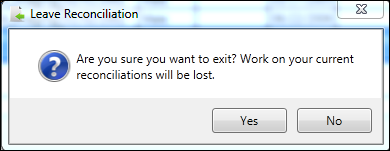 Leave Reconciliation
Are you sure you want to exit? Work on your current
reconciliations will be lost.
Yes No